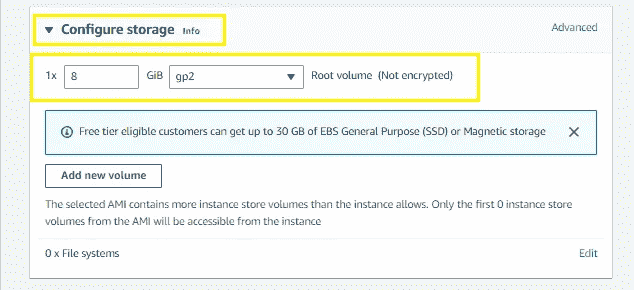 Configure storage Info
Advanced
1x 8 GiB gp2 Root volume (Not encrypted)
Free tier eligible customers can get up to 30 GB of EBS General Purpose (SSD) or Magnetic storage
Add new volume
The selected AMI contains more instance store volumes than the instance allows. Only the first 0 instance store
volumes from the AMI will be accessible from the instance
0 x File systems
Edit